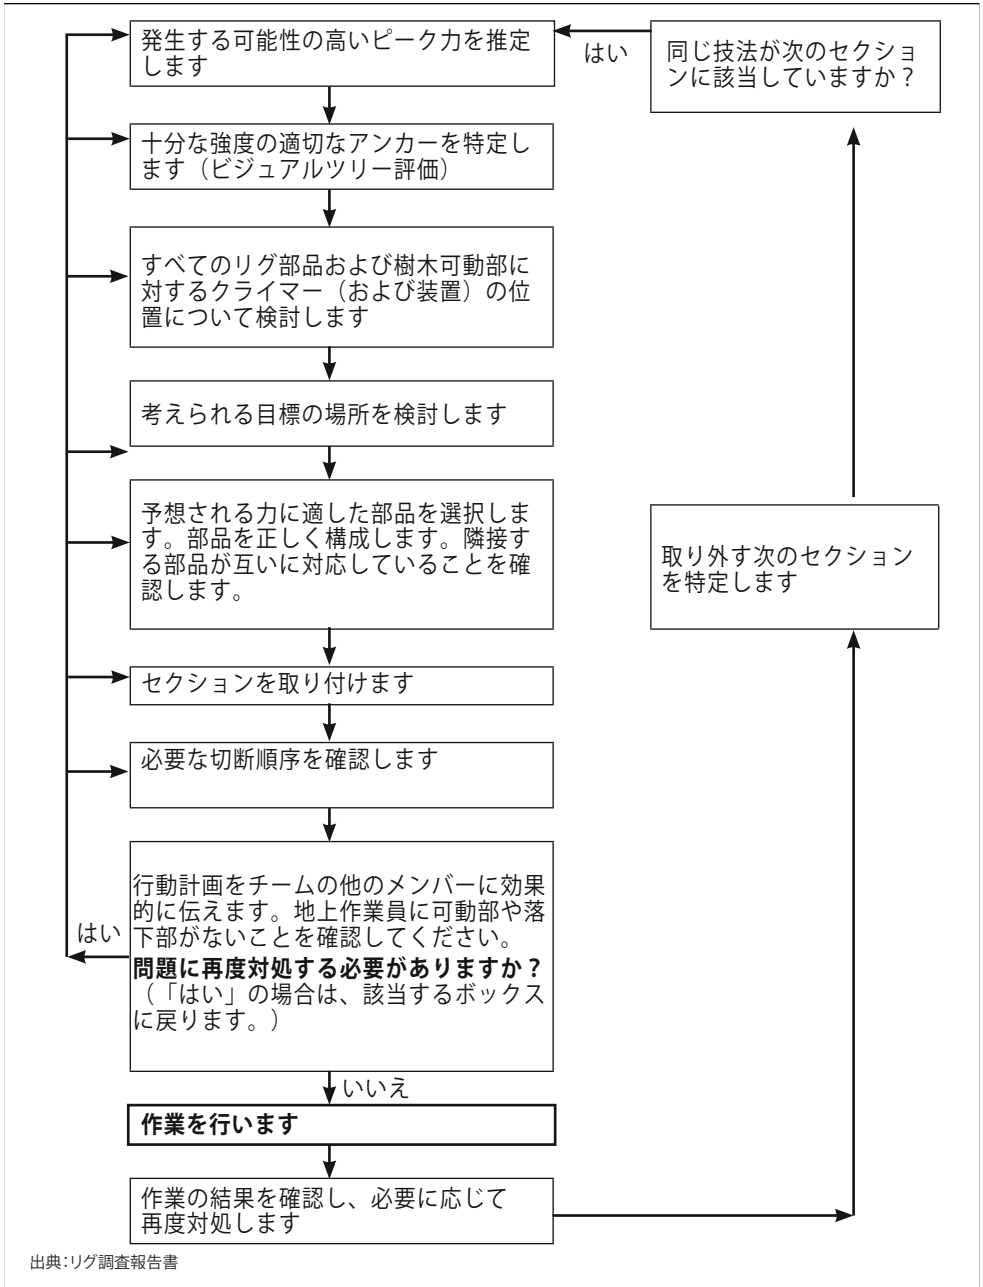 発生する可能性の高いピーク力を推定
します
はい
同じ技法が次のセクショ
ンに該当していますか？
十分な強度の適切なアンカーを特定し
ます（ビジュアルツリー評価）
すべてのリグ部品および樹木可動部に
対するクライマー（および装置）の位
置について検討します
考えられる目標の場所を検討します
予想される力に適した部品を選択しま
す。部品を正しく構成します。隣接す
る部品が互いに対応していることを確
認します。
取り外す次のセクション
を特定します
セクションを取り付けます
必要な切断順序を確認します
行動計画をチームの他のメンバーに効果
的に伝えます。地上作業員に可動部や落
下部がないことを確認してください。
問題に再度対処する必要がありますか？
（「はい」の場合は、該当するボックス
に戻ります。）
はい
いいえ
作業を行います
作業の結果を確認し、必要に応じて
再度対処します
出典：リグ調査報告書